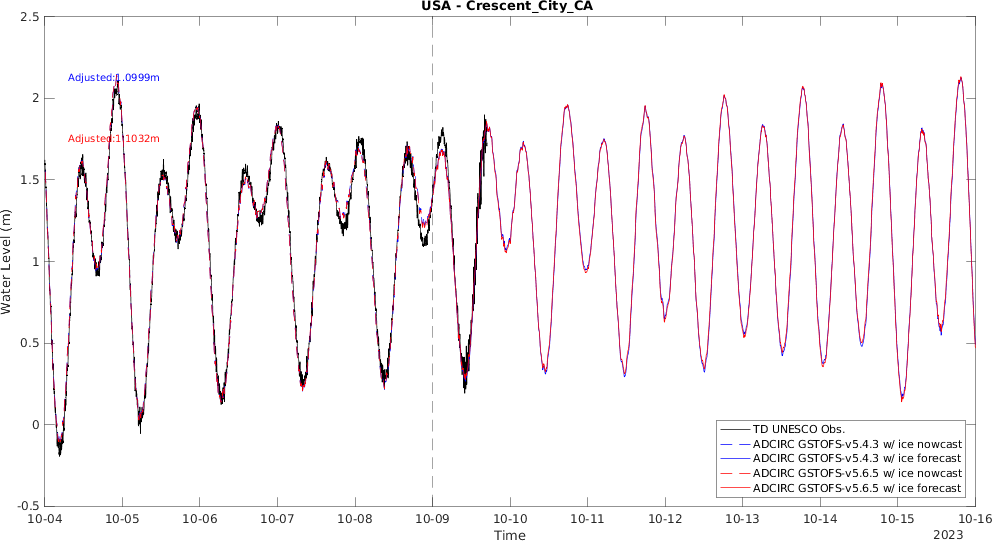 USA - Crescent_City_CA
2.5
2
1.5
1
0.5
0
-0.5
Water Level (m)
Adjusted:1.0999m
Adjusted:1.1032m
TD UNESCO Obs.
ADCIRC GSTOFS-v5.4.3 w/ ice nowcast
ADCIRC GSTOFS-v5.4.3 w/ ice forecast
ADCIRC GSTOFS-v5.6.5 w/ ice nowcast
ADCIRC GSTOFS-v5.6.5 w/ ice forecast
10-04 10-05 10-06 10-07 10-08 10-09 10-10 10-11 10-12 10-13 10-14 10-15 10-16
Time
2023